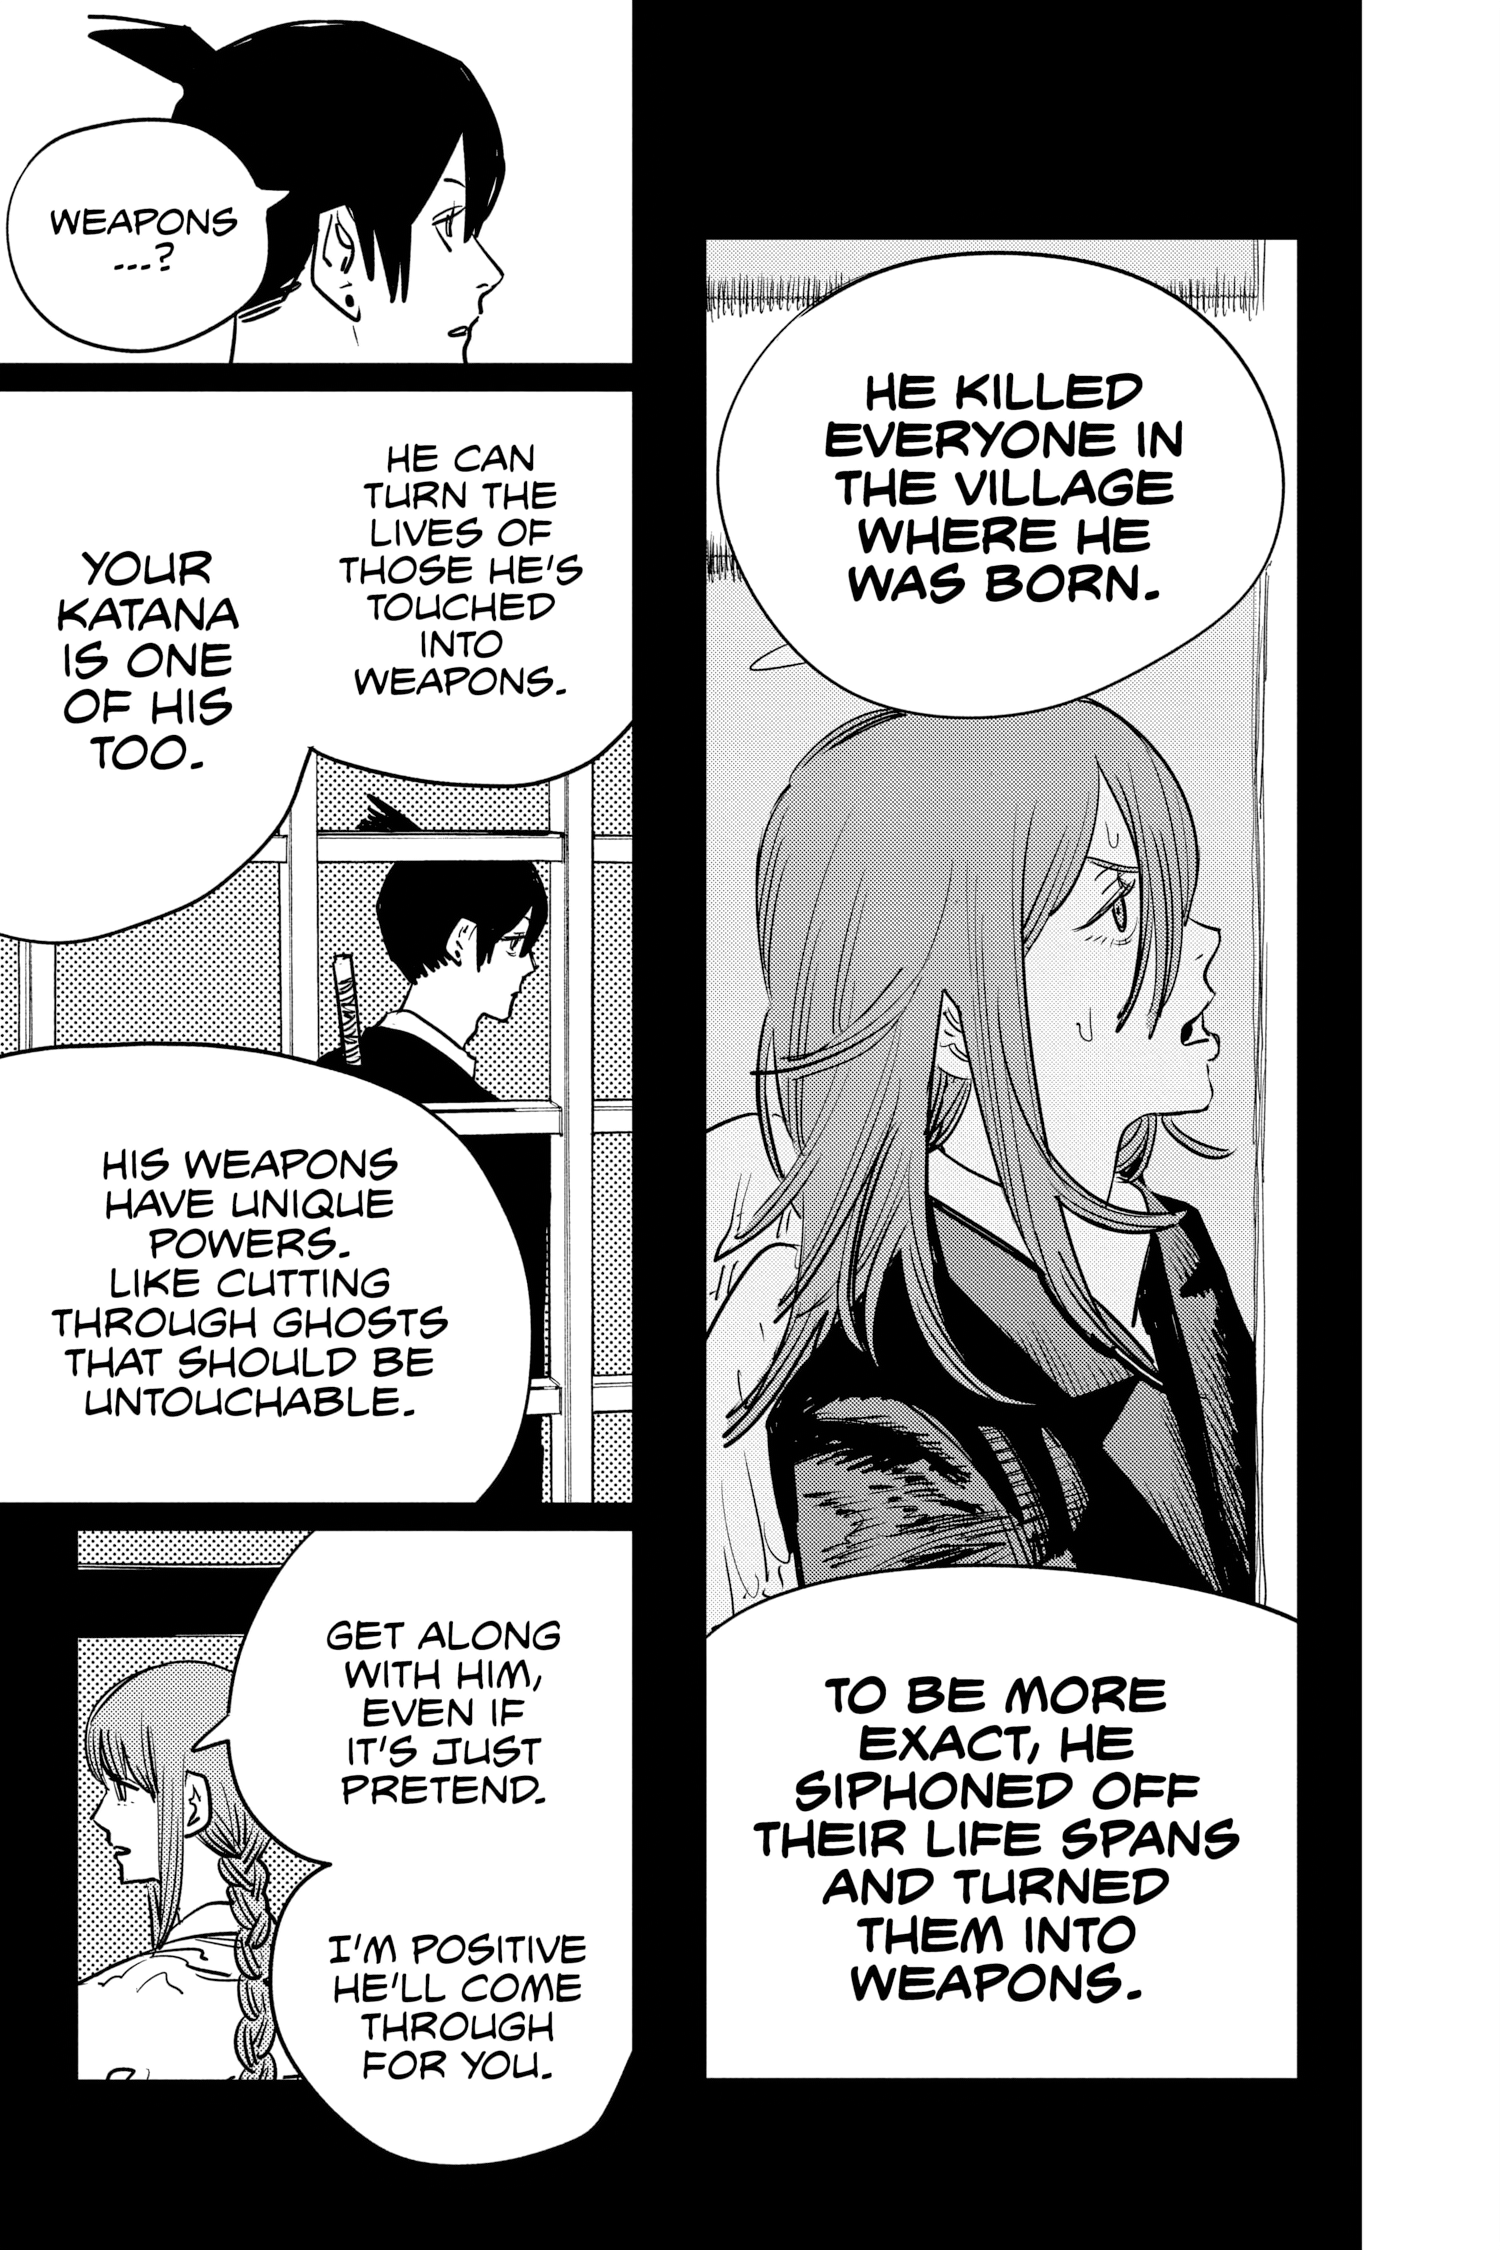 HE KILLED
EVERYONE IN
THE VILLAGE
WHERE HE
WAS BORN.
TO BE MORE
EXACT, HE
SIPHONED OFF
THEIR LIFE SPANS
AND TURNED
THEM INTO
WEAPONS.
WEAPONS
...?
HE CAN
TURN THE
LIVES OF
THOSE HE'S
TOUCHED
INTO
WEAPONS.
YOUR
KATANA
IS ONE
OF HIS
TOO.
HIS WEAPONS
HAVE UNIQUE
POWERS.
LIKE CUTTING
THROUGH GHOSTS
THAT SHOULD BE
UNTOUCHABLE.
GET ALONG
WITH HIM,
EVEN IF
IT'S JUST
PRETEND.
I'M POSITIVE
HE'LL COME
THROUGH
FOR YOU.